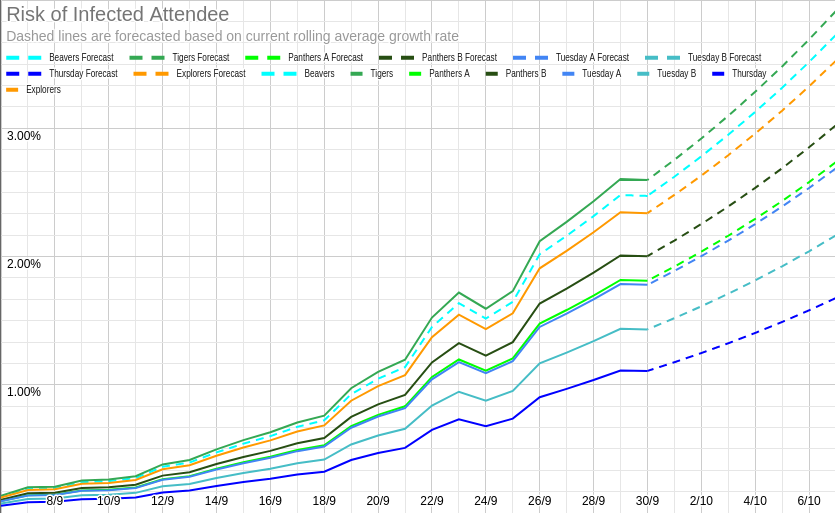 Risk of Infected Attendee
Dashed lines are forecasted based on current rolling average growth rate
Beavers Forecast Tigers Forecast Panthers A Forecast Panthers B Forecast Tuesday A Forecast Tuesday B Forecast
Thursday Forecast Explorers Forecast Beavers Tigers Panthers A Panthers B Tuesday A Tuesday B Thursday
Explorers
3.00%
2.00%
1.00%
8/9 10/9 12/9 14/9 16/9 18/9 20/9 22/9 24/9 26/9 28/9 30/9 2/10 4/10 6/10